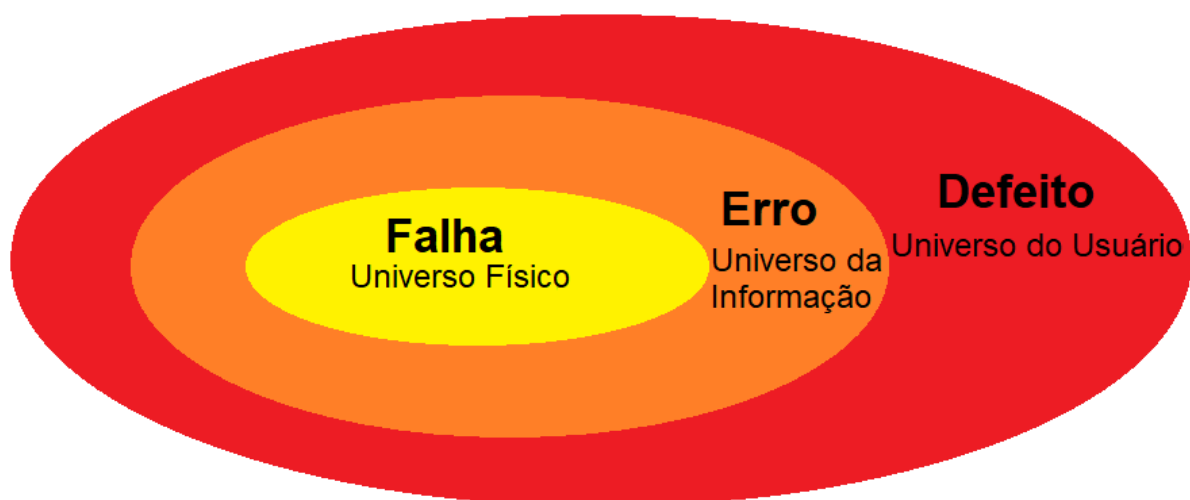 Falha
Universo Físico
Erro
Universo da
Informação
Defeito
Universo do Usuário